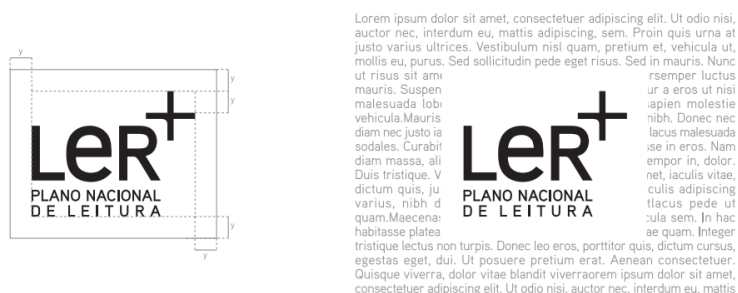 y
y
y
y
LeR+
PLANO NACIONAL
DE LEITURA
Lorem ipsum dolor sit amet, consectetuer adipiscing elit. Ut odio nisi,
auctor nec, interdum eu, mattis adipiscing, sem. Proin quis urna at
justo varius ultrices. Vestibulum nisl quam, pretium et, vehicula ut,
mollis eu, purus. Sed sollicitudin pede eget risus. Sed in mauris. Nunc
ut risus sit ame rsemper luctus
mauris. Suspen ur a eros ut nisi
malesuada lobo sapien molestie
vehicula.Mauris nibh. Donec nec
diam nec justo ia lacus malesuada
sodales. Curabit sse in eros. Nam
diam massa, ali empor in, dolor.
Duis tristique. V net, iaculis vitae,
dictum quis, ju culis adipiscing
varius, nibh d tlacus pede ut
quam.Maecenas cula sem. In hac
habitasse platea ae quam. Integer
LeR+
PLANO NACIONAL
DE LEITURA
tristique lectus non turpis. Donec leo eros, porttitor quis, dictum cursus,
egestas eget, dui. Ut posuere pretium erat. Aenean consectetuer.
Quisque viverra, dolor vitae blandit viverraorem ipsum dolor sit amet,
consectetuer adipiscing elit. Ut odio nisi, auctor nec, interdum eu, mattis